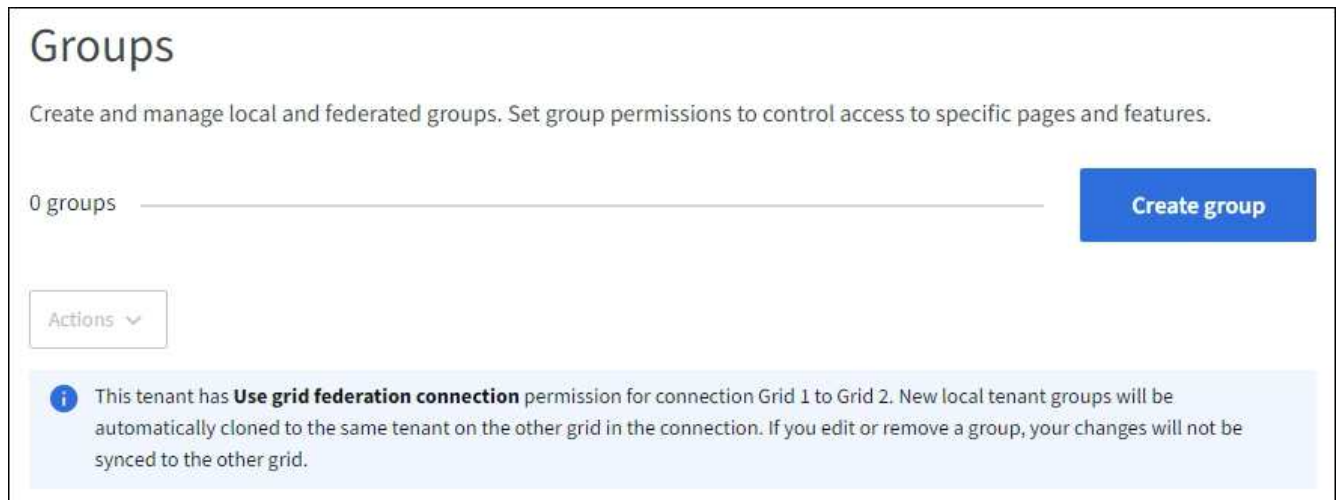 Groups
Create and manage local and federated groups. Set group permissions to control access to specific pages and features.
0 groups
Create group
Actions
This tenant has Use grid federation connection permission for connection Grid 1 to Grid 2. New local tenant groups will be
automatically cloned to the same tenant on the other grid in the connection. If you edit or remove a group, your changes will not be
synced to the other grid.